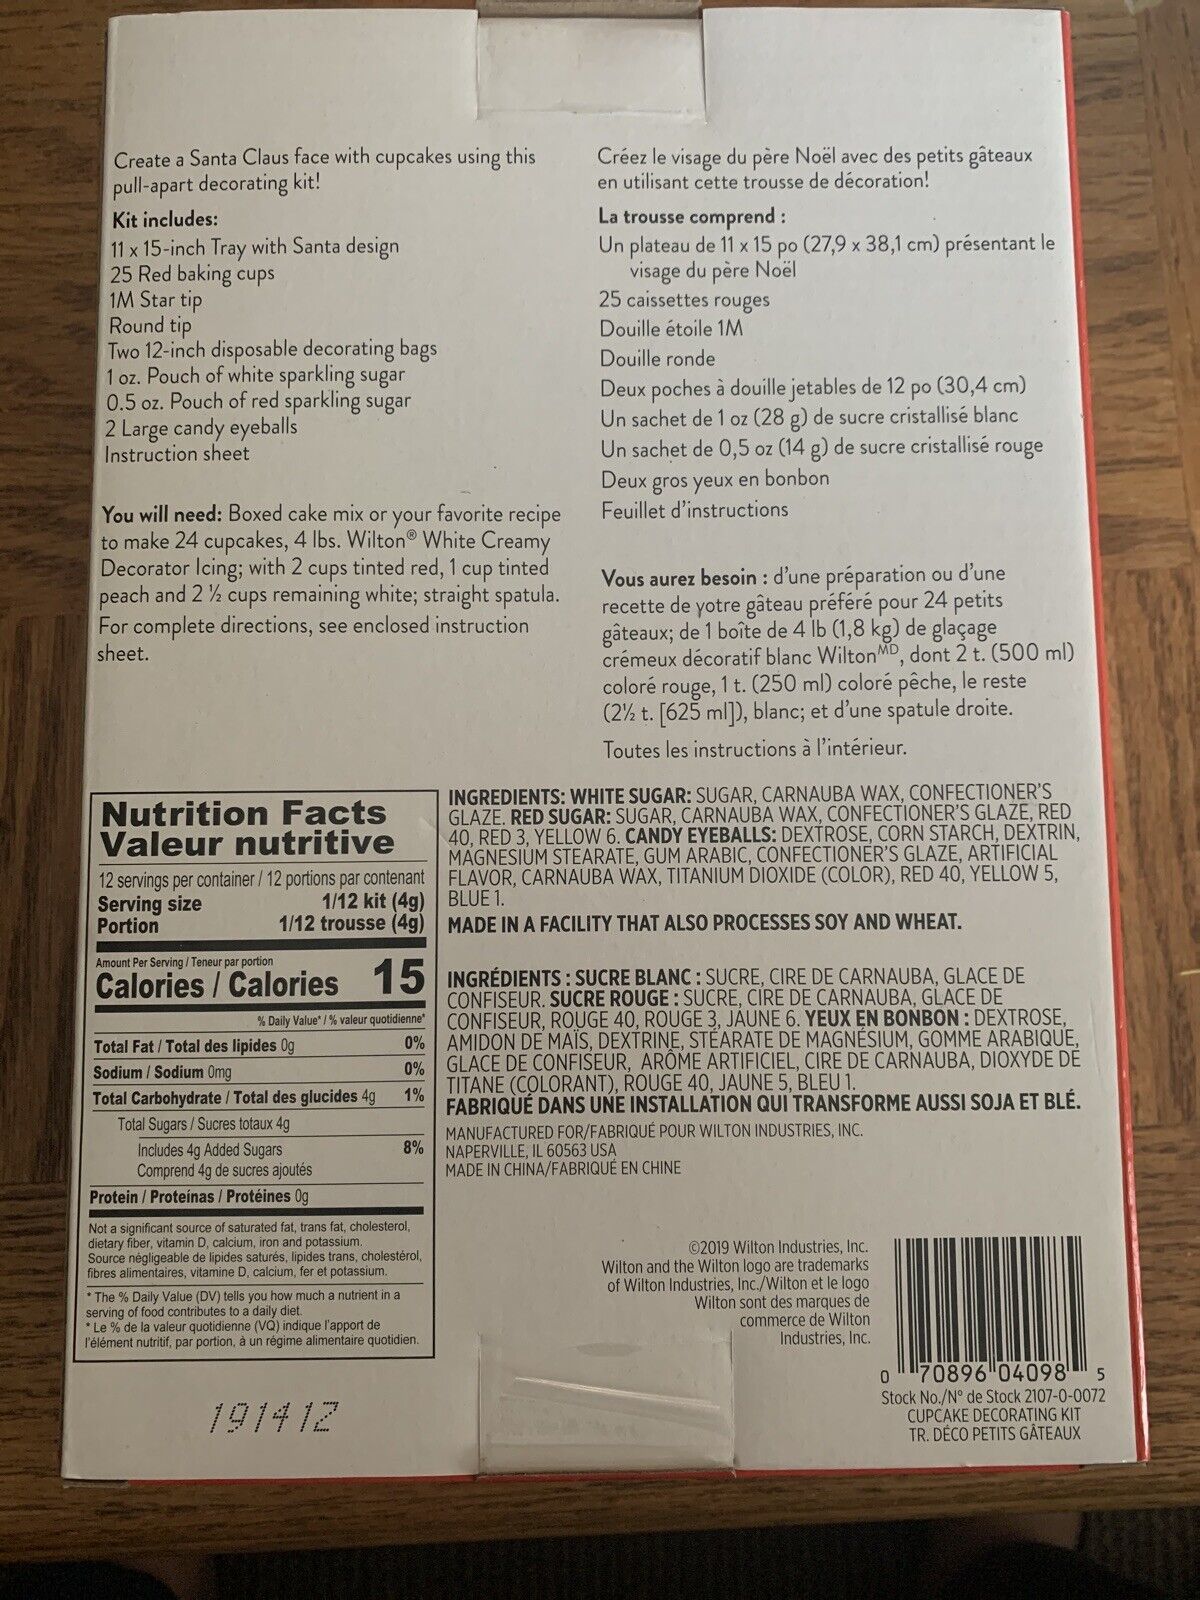 Create a Santa Claus face with cupcakes using this
pull-apart decorating kit!
Kit includes:
11 x 15-inch Tray with Santa design
25 Red baking cups
1M Star tip
Round tip
Two 12-inch disposable decorating bags
1 oz. Pouch of white sparkling sugar
0.5 oz. Pouch of red sparkling sugar
2 Large candy eyeballs
Instruction sheet
You will need: Boxed cake mix or your favorite recipe
to make 24 cupcakes, 4 lbs. Wilton® White Creamy
Decorator Icing; with 2 cups tinted red, 1 cup tinted
peach and 2 ½ cups remaining white; straight spatula.
For complete directions, see enclosed instruction
sheet.
Créez le visage du père Noël avec des petits gâteaux
en utilisant cette trousse de décoration!
La trousse comprend :
Un plateau de 11 x 15 po (27,9 x 38,1 cm) présentant le
visage du père Noël
25 caissettes rouges
Douille étoile 1M
Douille ronde
Deux poches à douille jetables de 12 po (30,4 cm)
Un sachet de 1 oz (28 g) de sucre cristallisé blanc
Un sachet de 0,5 oz (14 g) de sucre cristallisé rouge
Deux gros yeux en bonbon
Feuillet d'instructions
Vous aurez besoin : d'une préparation ou d'une
recette de votre gâteau préféré pour 24 petits
gâteaux; de 1 boîte de 4 lb (1,8 kg) de glaçage
crémeux décoratif blanc WiltonMD, dont 2 t. (500 ml)
coloré rouge, 1 t. (250 ml) coloré pêche, le reste
(2½ t. [625 ml]), blanc; et d'une spatule droite.
Toutes les instructions à l'intérieur.
Nutrition Facts
Valeur nutritive
12 servings per container / 12 portions par contenant
Serving size 1/12 kit (4g)
Portion 1/12 trousse (4g)
Amount Per Serving / Teneur par portion
Calories / Calories 15
% Daily Value* / % valeur quotidienne*
Total Fat / Total des lipides 0g 0%
Sodium / Sodium 0mg 0%
Total Carbohydrate / Total des glucides 4g 1%
Total Sugars / Sucres totaux 4g
Includes 4g Added Sugars 8%
Comprend 4g de sucres ajoutés
Protein / Proteínas / Protéines 0g
Not a significant source of saturated fat, trans fat, cholesterol,
dietary fiber, vitamin D, calcium, iron and potassium.
Source négligeable de lipides saturés, lipides trans, cholestérol,
fibres alimentaires, vitamine D, calcium, fer et potassium.
* The % Daily Value (DV) tells you how much a nutrient in a
serving of food contributes to a daily diet.
* Le % de la valeur quotidienne (VQ) indique l'apport de
l'élément nutritif, par portion, à un régime alimentaire quotidien.
INGREDIENTS: WHITE SUGAR: SUGAR, CARNAUBA WAX, CONFECTIONER'S
GLAZE. RED SUGAR: SUGAR, CARNAUBA WAX, CONFECTIONER'S GLAZE, RED
40, RED 3, YELLOW 6. CANDY EYEBALLS: DEXTROSE, CORN STARCH, DEXTRIN,
MAGNESIUM STEARATE, GUM ARABIC, CONFECTIONER'S GLAZE, ARTIFICIAL
FLAVOR, CARNAUBA WAX, TITANIUM DIOXIDE (COLOR), RED 40, YELLOW 5,
BLUE 1.
MADE IN A FACILITY THAT ALSO PROCESSES SOY AND WHEAT.
INGRÉDIENTS : SUCRE BLANC : SUCRE, CIRE DE CARNAUBA, GLACE DE
CONFISEUR. SUCRE ROUGE : SUCRE, CIRE DE CARNAUBA, GLACE DE
CONFISEUR, ROUGE 40, ROUGE 3, JAUNE 6. YEUX EN BONBON : DEXTROSE,
AMIDON DE MAÏS, DEXTRINE, STÉARATE DE MAGNÉSIUM, GOMME ARABIQUE,
GLACE DE CONFISEUR, ARÔME ARTIFICIEL, CIRE DE CARNAUBA, DIOXYDE DE
TITANE (COLORANT), ROUGE 40, JAUNE 5, BLEU 1.
FABRIQUÉ DANS UNE INSTALLATION QUI TRANSFORME AUSSI SOJA ET BLÉ.
MANUFACTURED FOR/FABRIQUÉ POUR WILTON INDUSTRIES, INC.
NAPERVILLE, IL 60563 USA
MADE IN CHINA/FABRIQUÉ EN CHINE
©2019 Wilton Industries, Inc.
Wilton and the Wilton logo are trademarks
of Wilton Industries, Inc./Wilton et le logo
Wilton sont des marques de
commerce de Wilton
Industries, Inc.
0 70896 04098 5
Stock No./N° de Stock 2107-0-0072
CUPCAKE DECORATING KIT
TR. DÉCO PETITS GÂTEAUX
191412